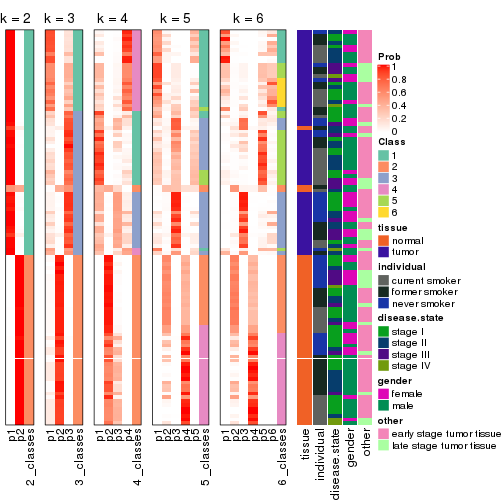 k = 2
k = 3
k = 4
k = 5
k = 6
Prob
1
0.8
0.6
0.4
0.2
0
Class
1
2
3
4
5
6
tissue
normal
tumor
individual
current smoker
former smoker
never smoker
disease.state
stage I
stage II
stage III
stage IV
gender
female
male
other
early stage tumor tissue
late stage tumor tissue
p1
p2
2_classes
p1
p2
p3
3_classes
p1
p2
p3
p4
4_classes
p1
p2
p3
p4
p5
5_classes
p1
p2
p3
p4
p5
p6
6_classes
tissue
individual
disease.state
gender
other